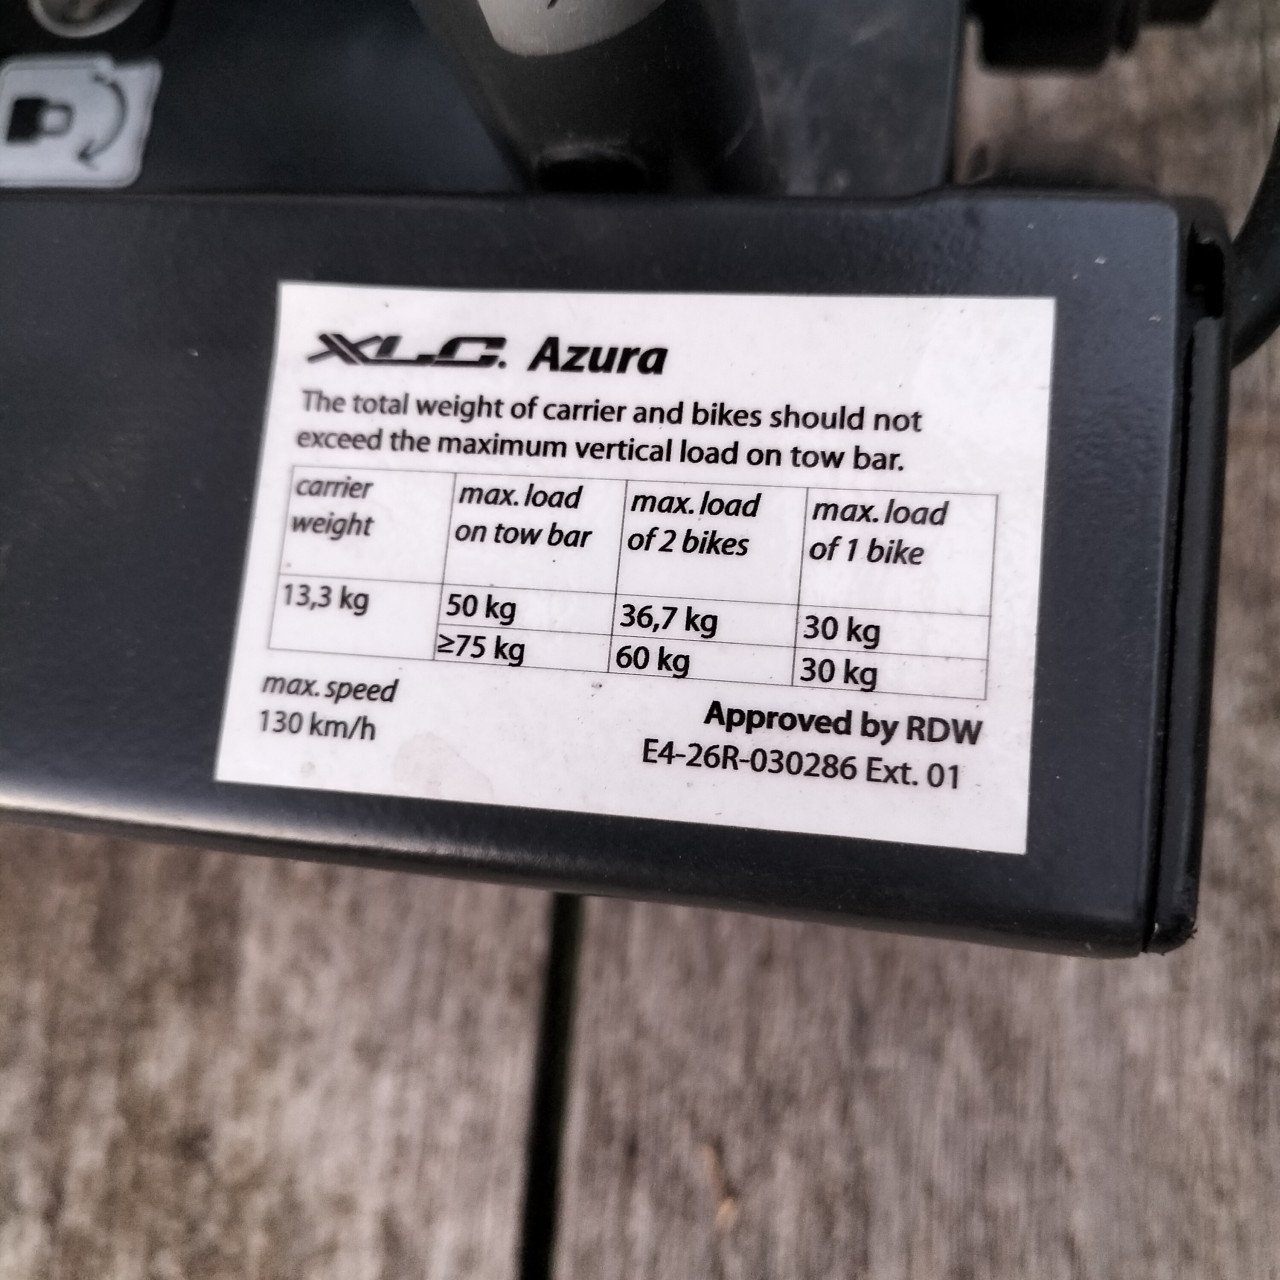 XLC. Azura
The total weight of carrier and bikes should not
exceed the maximum vertical load on tow bar.
carrier weight
max. load on tow bar
max. load of 2 bikes
max. load of 1 bike
13,3 kg
50 kg
36,7 kg
30 kg
≥75 kg
60 kg
30 kg
max. speed
130 km/h
Approved by RDW
E4-26R-030286 Ext. 01